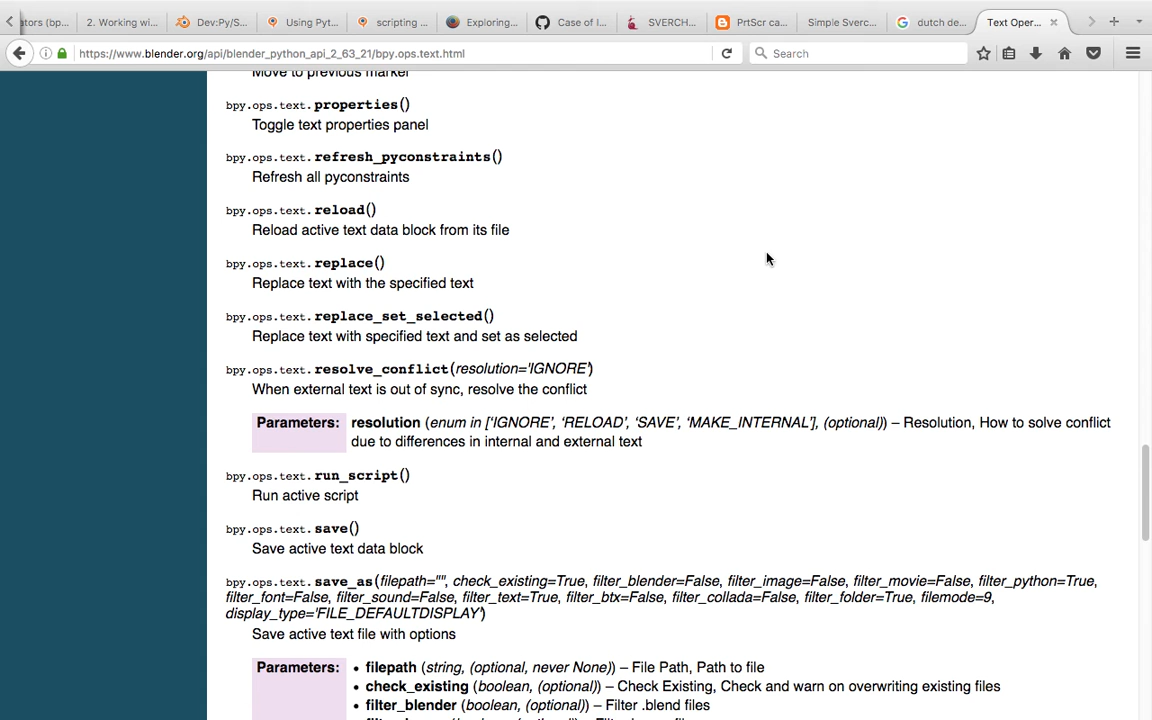 ators (bp...
2. Working wi...
Dev:Py/S...
Using Pyt...
scripting ...
Exploring...
Case of I...
SVERCH...
PrtScr ca...
Simple Sverc...
dutch de...
Text Oper...
https://www.blender.org/api/blender_python_api_2_63_21/bpy.ops.text.html
Search
Move to previous marker
bpy.ops.text.properties()
Toggle text properties panel
bpy.ops.text.refresh_pyconstraints()
Refresh all pyconstraints
bpy.ops.text.reload()
Reload active text data block from its file
bpy.ops.text.replace()
Replace text with the specified text
bpy.ops.text.replace_set_selected()
Replace text with specified text and set as selected
bpy.ops.text.resolve_conflict(resolution='IGNORE')
When external text is out of sync, resolve the conflict
Parameters: resolution (enum in ['IGNORE', 'RELOAD', 'SAVE', 'MAKE_INTERNAL'], (optional)) – Resolution, How to solve conflict
due to differences in internal and external text
bpy.ops.text.run_script()
Run active script
bpy.ops.text.save()
Save active text data block
bpy.ops.text.save_as(filepath="", check_existing=True, filter_blender=False, filter_image=False, filter_movie=False, filter_python=True,
filter_font=False, filter_sound=False, filter_text=True, filter_btx=False, filter_collada=False, filter_folder=True, filemode=9,
display_type='FILE_DEFAULTDISPLAY')
Save active text file with options
Parameters: • filepath (string, (optional, never None)) – File Path, Path to file
• check_existing (boolean, (optional)) – Check Existing, Check and warn on overwriting existing files
• filter_blender (boolean, (optional)) – Filter .blend files